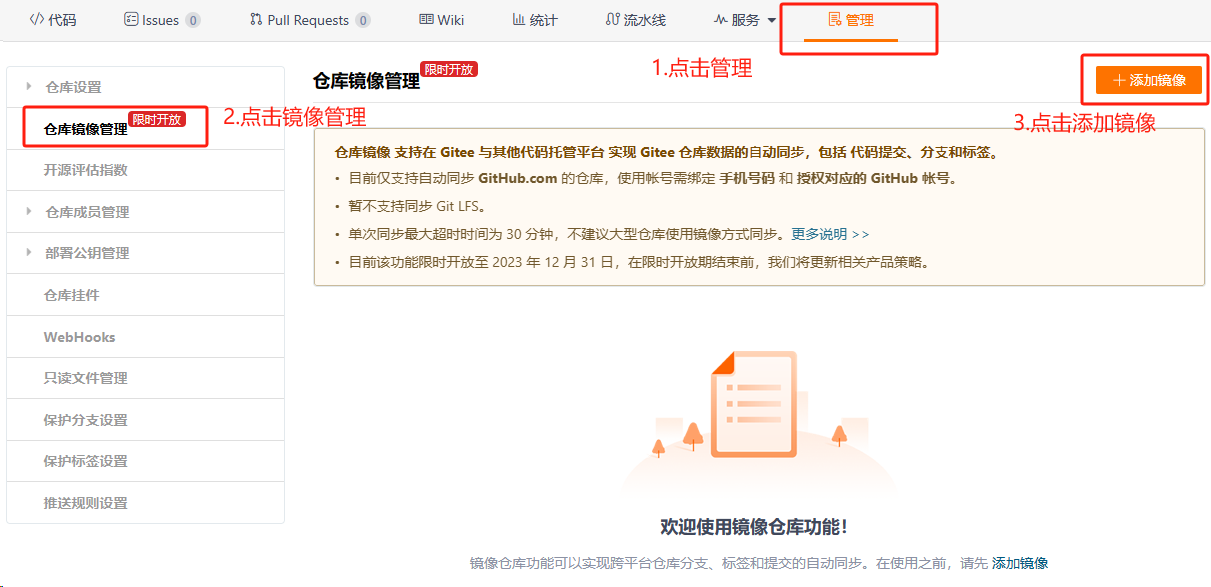 代码 Issues 0 Pull Requests 0 Wiki 统计 流水线 服务 管理
1.点击管理
仓库设置
仓库镜像管理 限时开放
2.点击镜像管理
开源评估指数
仓库成员管理
部署公钥管理
仓库挂件
WebHooks
只读文件管理
保护分支设置
保护标签设置
推送规则设置
仓库镜像管理 限时开放
+ 添加镜像
3.点击添加镜像
仓库镜像 支持在 Gitee 与其他代码托管平台 实现 Gitee 仓库数据的自动同步，包括 代码提交、分支和标签。
• 目前仅支持自动同步 GitHub.com 的仓库，使用帐号需绑定 手机号码 和 授权对应的 GitHub 帐号。
• 暂不支持同步 Git LFS。
• 单次同步最大超时时间为 30 分钟，不建议大型仓库使用镜像方式同步。更多说明 >>
• 目前该功能限时开放至 2023 年 12 月 31 日，在限时开放期结束前，我们将更新相关产品策略。
欢迎使用镜像仓库功能！
镜像仓库功能可以实现跨平台仓库分支、标签和提交的自动同步。在使用之前，请先 添加镜像